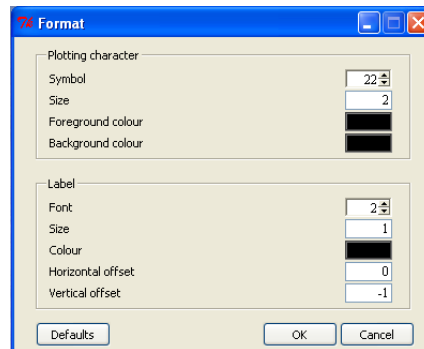 Format
Plotting character
Symbol 22
Size 2
Foreground colour
Background colour
Label
Font 2
Size 1
Colour
Horizontal offset 0
Vertical offset -1
Defaults OK Cancel